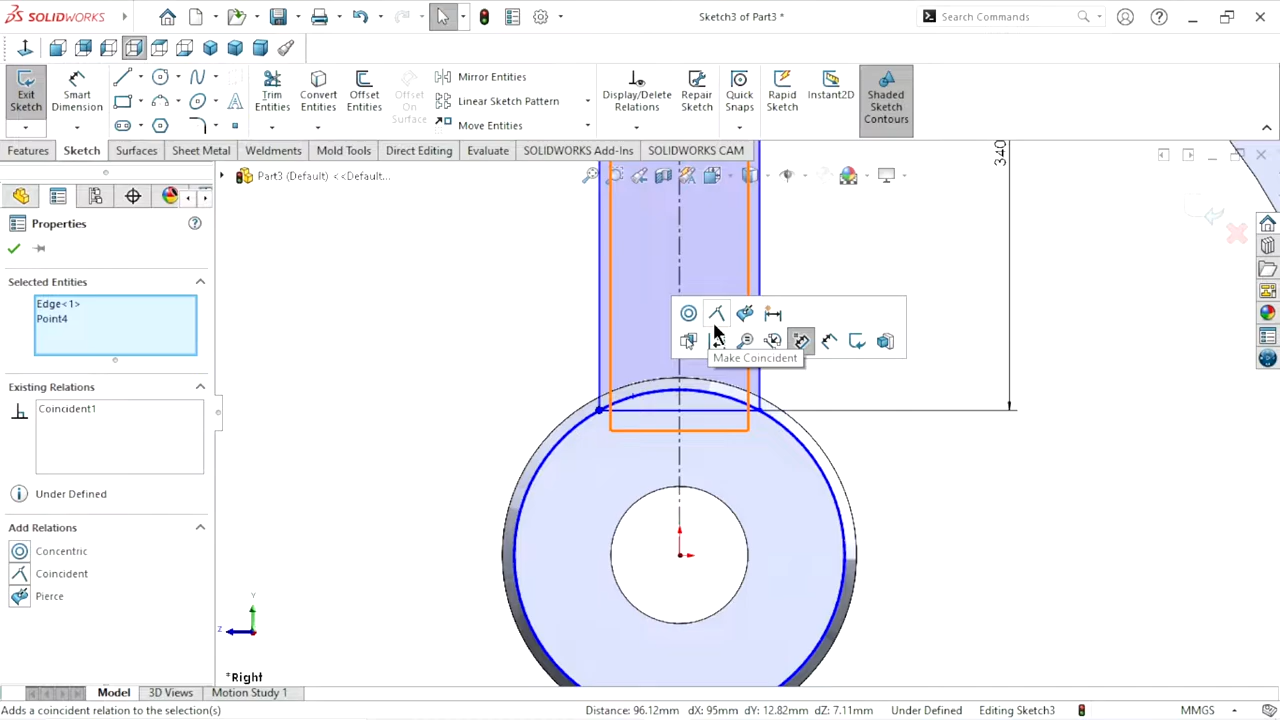 SOLIDWORKS
Sketch3 of Part3 *
Search Commands
Exit Sketch
Smart Dimension
Trim Entities
Convert Entities
Offset Entities
Offset On Surface
Mirror Entities
Linear Sketch Pattern
Move Entities
Display/Delete Relations
Repair Sketch
Quick Snaps
Rapid Sketch
Instant2D
Shaded Sketch Contours
Features
Sketch
Surfaces
Sheet Metal
Weldments
Mold Tools
Direct Editing
Evaluate
SOLIDWORKS Add-Ins
SOLIDWORKS CAM
Part3 (Default) <<Default...
340
Properties
Selected Entities
Edge<1>
Point4
Existing Relations
Coincident1
Under Defined
Add Relations
Concentric
Coincident
Pierce
Make Coincident
Y
Z
*Right
Model
3D Views
Motion Study 1
Adds a coincident relation to the selection(s)
Distance: 96.12mm
dX: 95mm
dY: 12.82mm
dZ: 7.11mm
Under Defined
Editing Sketch3
MMGS